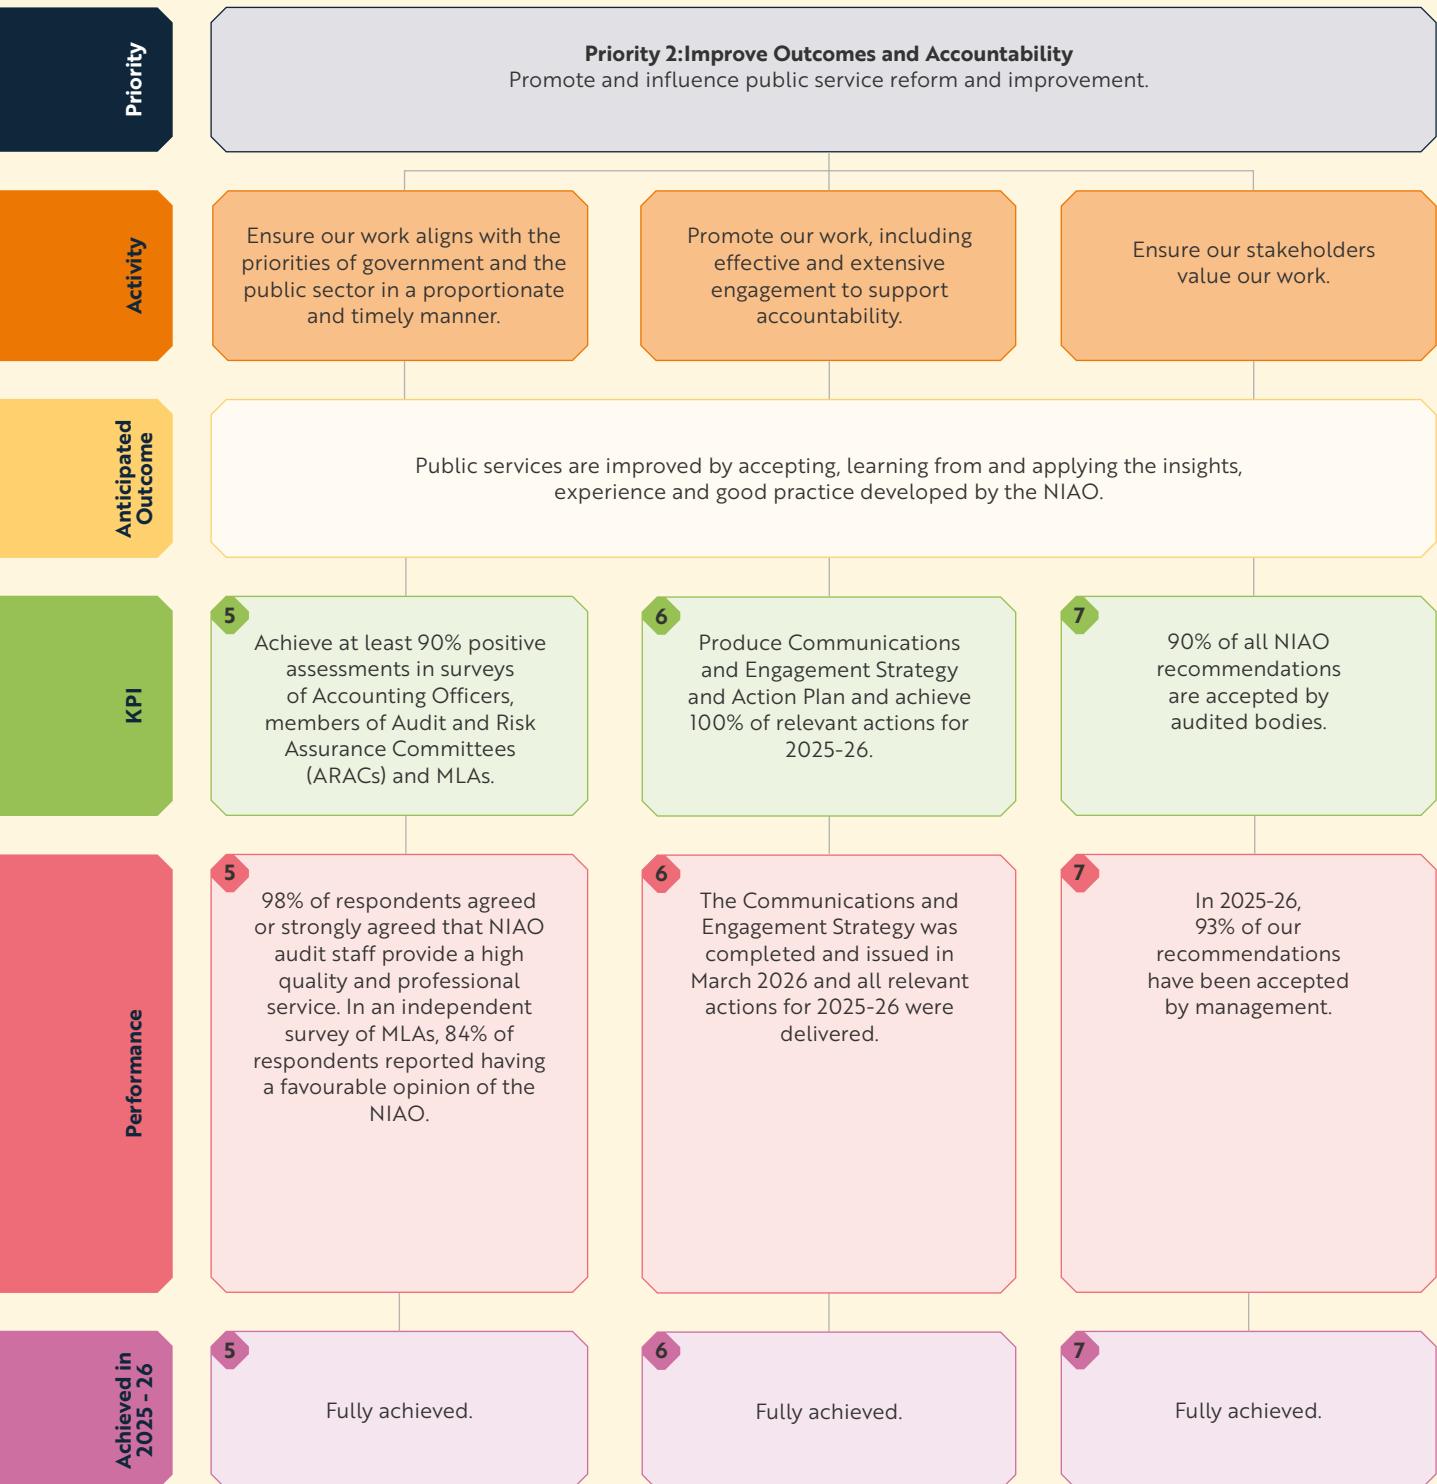 Priority
Priority 2:Improve Outcomes and Accountability
Promote and influence public service reform and improvement.
Activity
Ensure our work aligns with the
priorities of government and the
public sector in a proportionate
and timely manner.
Promote our work, including
effective and extensive
engagement to support
accountability.
Ensure our stakeholders
value our work.
Anticipated
Outcome
Public services are improved by accepting, learning from and applying the insights,
experience and good practice developed by the NIAO.
KPI
5
Achieve at least 90% positive
assessments in surveys
of Accounting Officers,
members of Audit and Risk
Assurance Committees
(ARACs) and MLAs.
6
Produce Communications
and Engagement Strategy
and Action Plan and achieve
100% of relevant actions for
2025-26.
7
90% of all NIAO
recommendations
are accepted by
audited bodies.
Performance
5
98% of respondents agreed
or strongly agreed that NIAO
audit staff provide a high
quality and professional
service. In an independent
survey of MLAs, 84% of
respondents reported having
a favourable opinion of the
NIAO.
6
The Communications and
Engagement Strategy was
completed and issued in
March 2026 and all relevant
actions for 2025-26 were
delivered.
7
In 2025-26,
93% of our
recommendations
have been accepted
by management.
Achieved in
2025 - 26
5
Fully achieved.
6
Fully achieved.
7
Fully achieved.